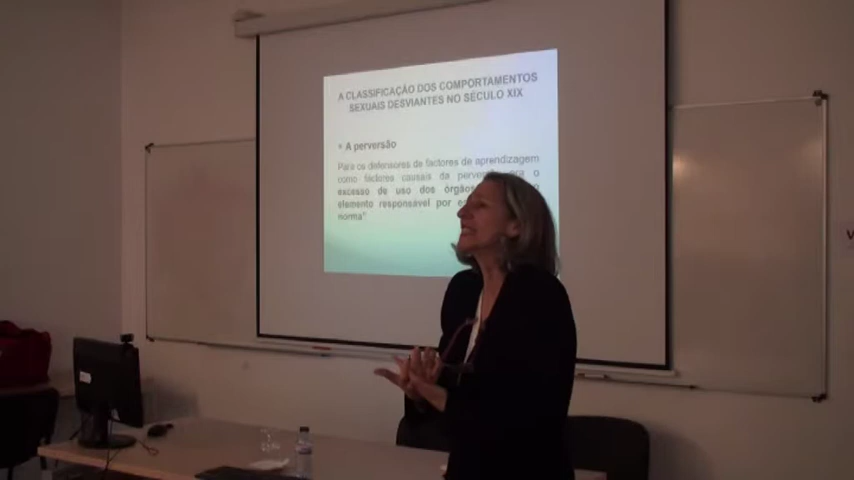 A CLASSIFICAÇÃO DOS COMPORTAMENTOS
SEXUAIS DESVIANTES NO SÉCULO XIX
A perversão
Para os defensores de factores de aprendizagem
como factores causais da o
excesso de uso dos
elemento responsável por
norma"